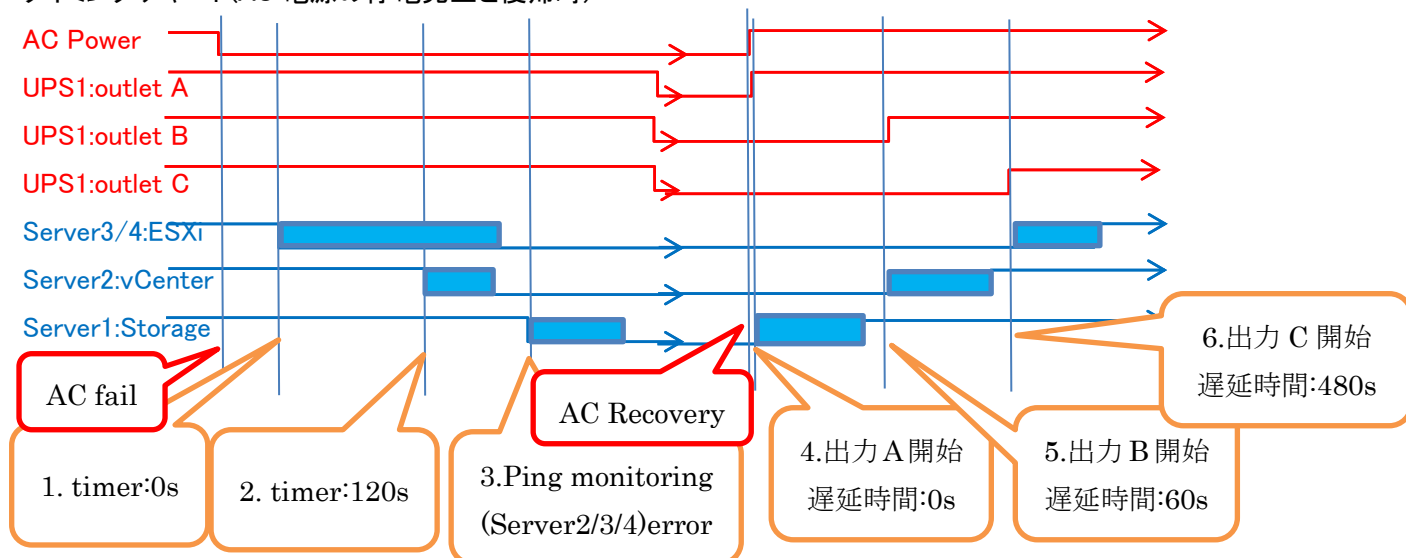 AC Power
UPS1:outlet A
UPS1:outlet B
UPS1:outlet C
Server3/4:ESXi
Server2:vCenter
Server1:Storage
AC fail
AC Recovery
1. timer:0s
2. timer:120s
3.Ping monitoring
(Server2/3/4)error
4.出力A開始
遅延時間:0s
5.出力B開始
遅延時間:60s
6.出力 C 開始
遅延時間:480s